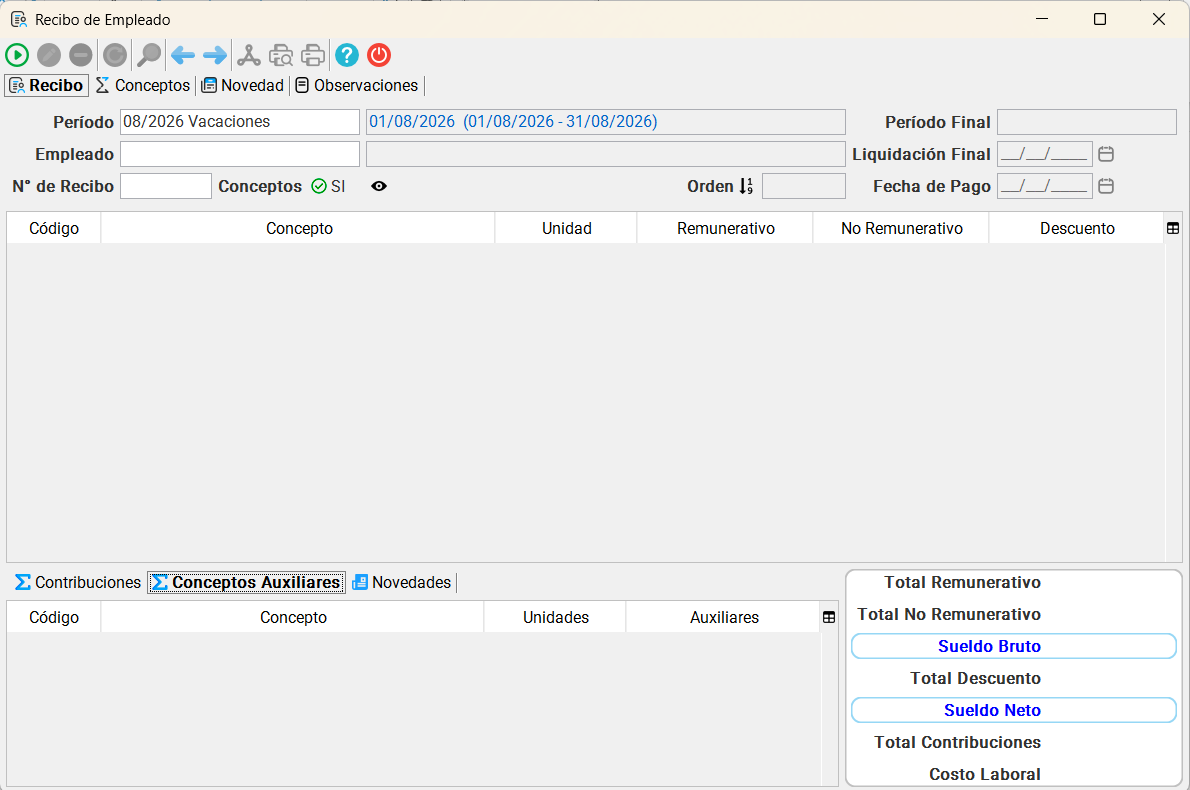 Recibo de Empleado
Recibo Conceptos Novedad Observaciones
Período 08/2026 Vacaciones 01/08/2026 (01/08/2026 - 31/08/2026) Período Final
Empleado Liquidación Final __/__/____
N° de Recibo Conceptos SI Orden Fecha de Pago __/__/____
Código Concepto Unidad Remunerativo No Remunerativo Descuento
Contribuciones Conceptos Auxiliares Novedades
Código Concepto Unidades Auxiliares
Total Remunerativo
Total No Remunerativo
Sueldo Bruto
Total Descuento
Sueldo Neto
Total Contribuciones
Costo Laboral